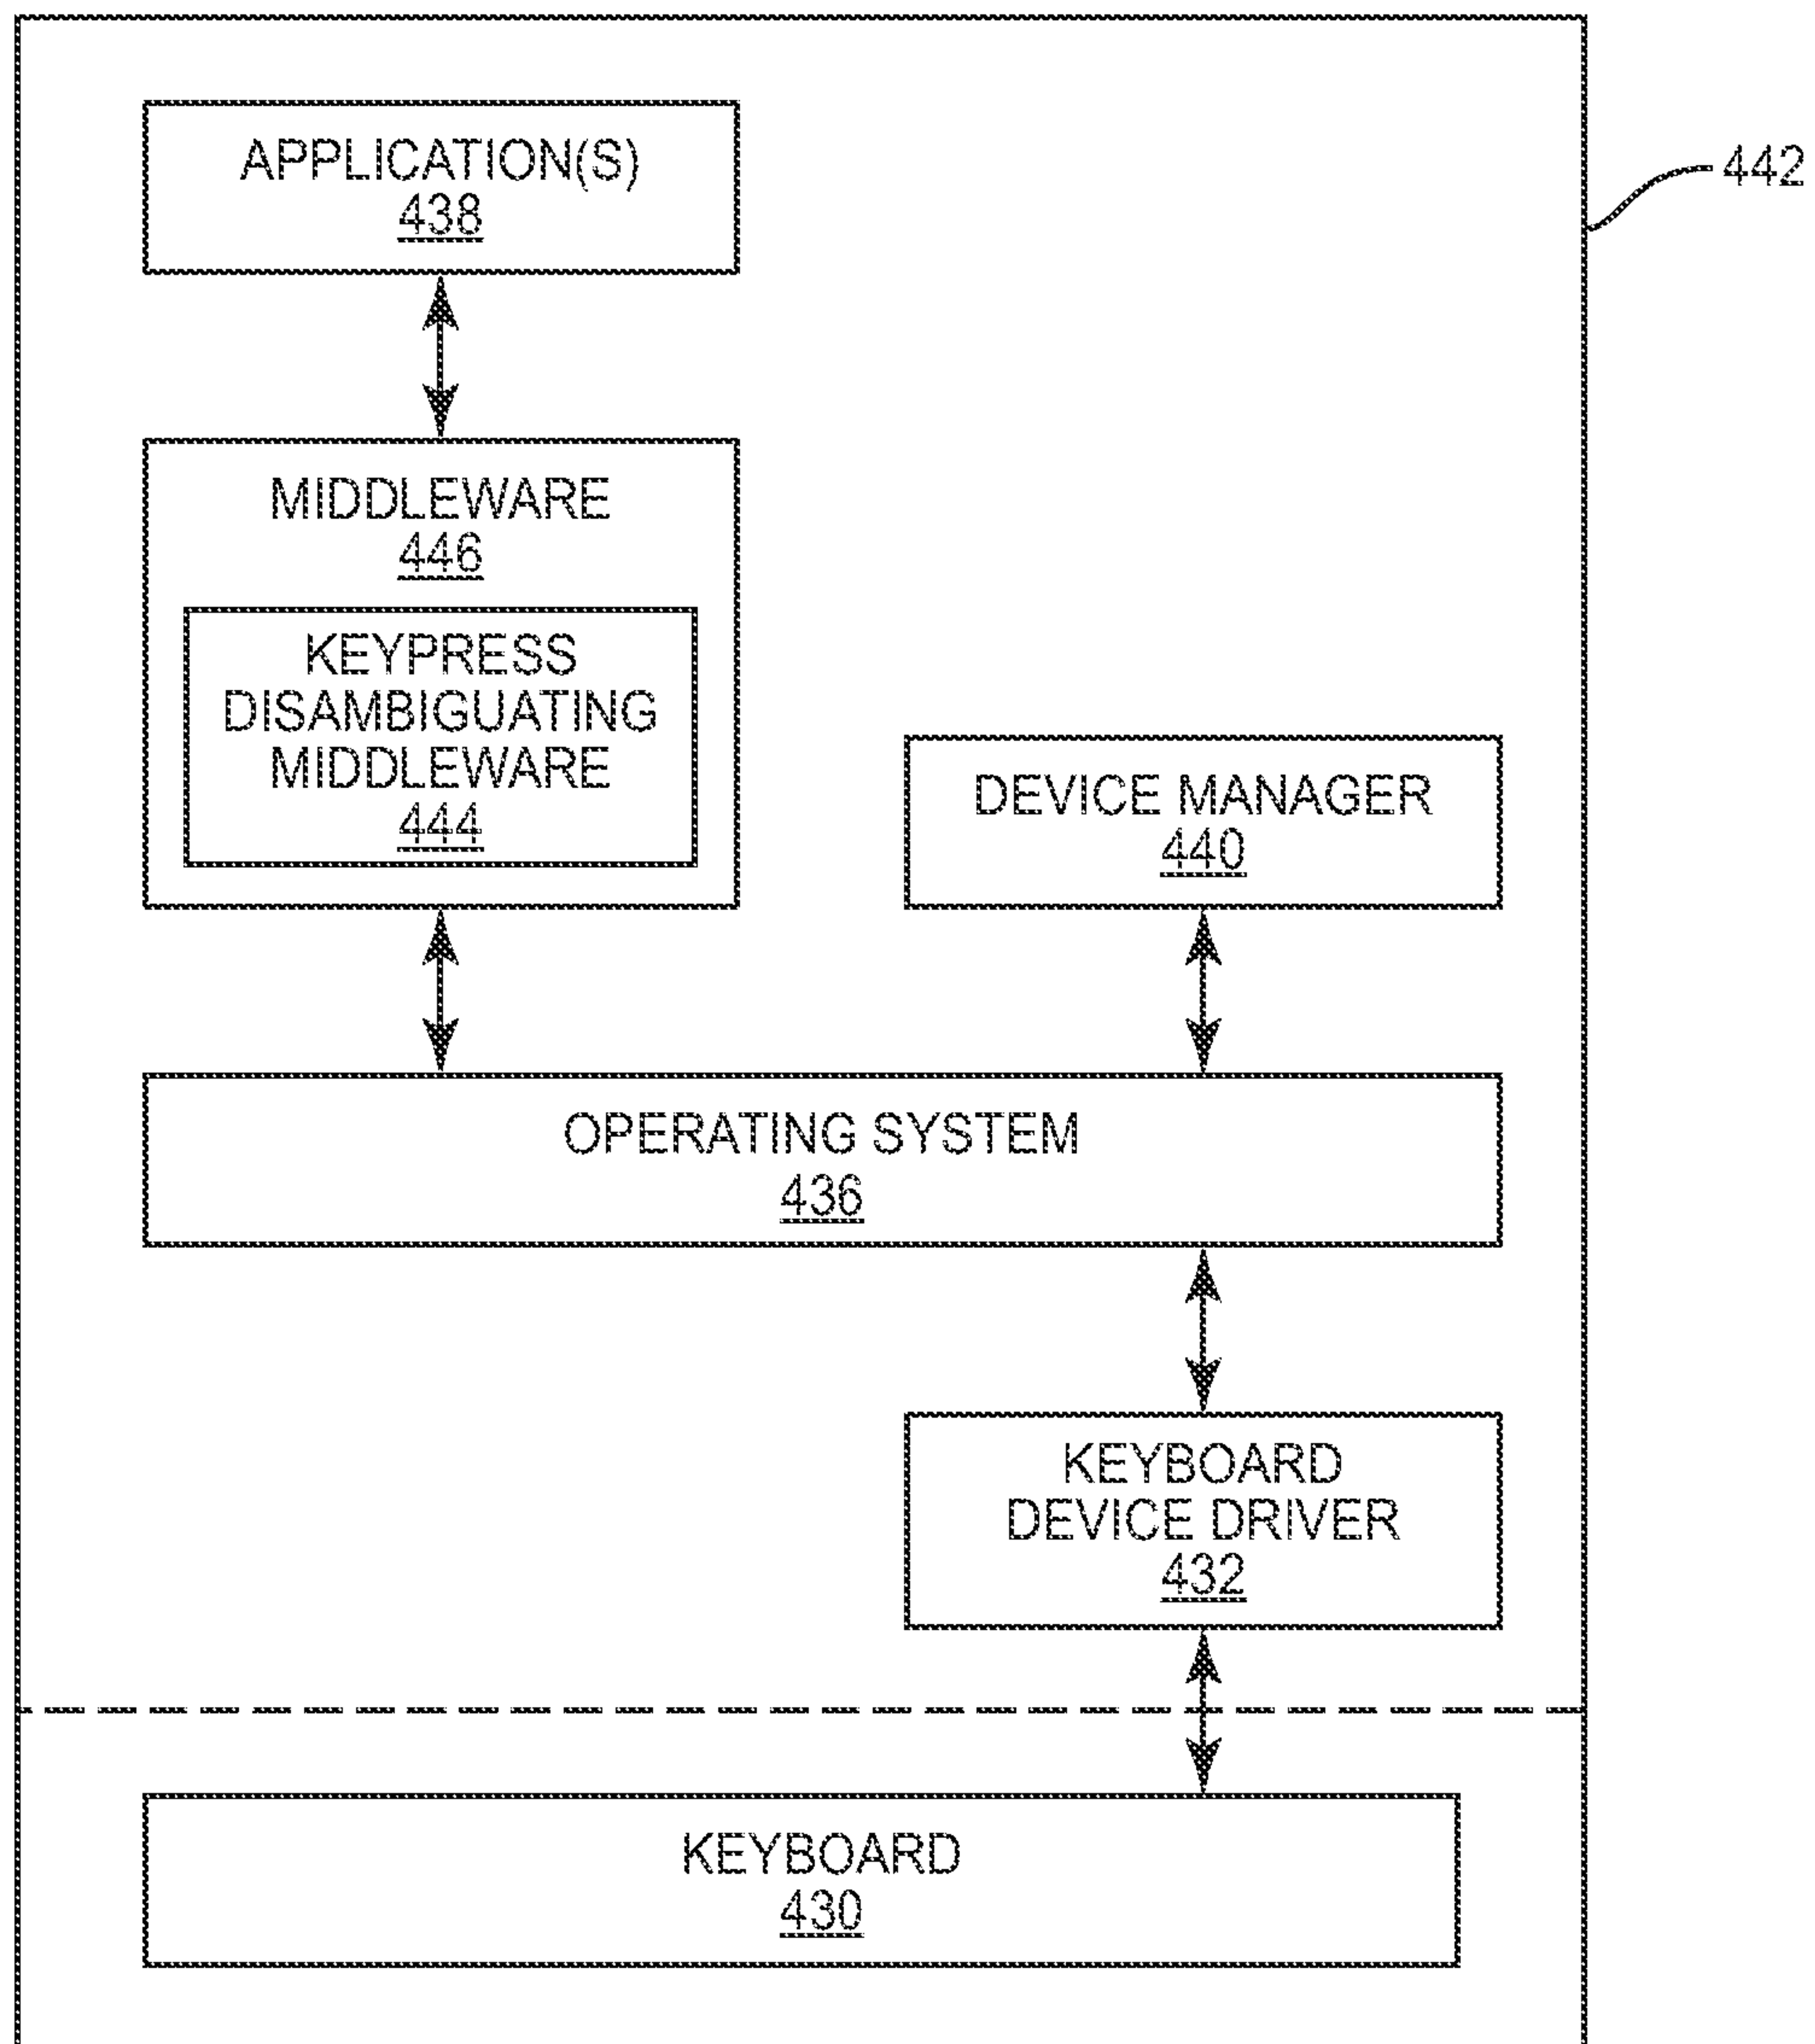 APPLICATION(S)
438
442
MIDDLEWARE
446
KEYPRESS
DISAMBIGUATING
MIDDLEWARE
444
DEVICE MANAGER
440
OPERATING SYSTEM
436
KEYBOARD
DEVICE DRIVER
432
KEYBOARD
430